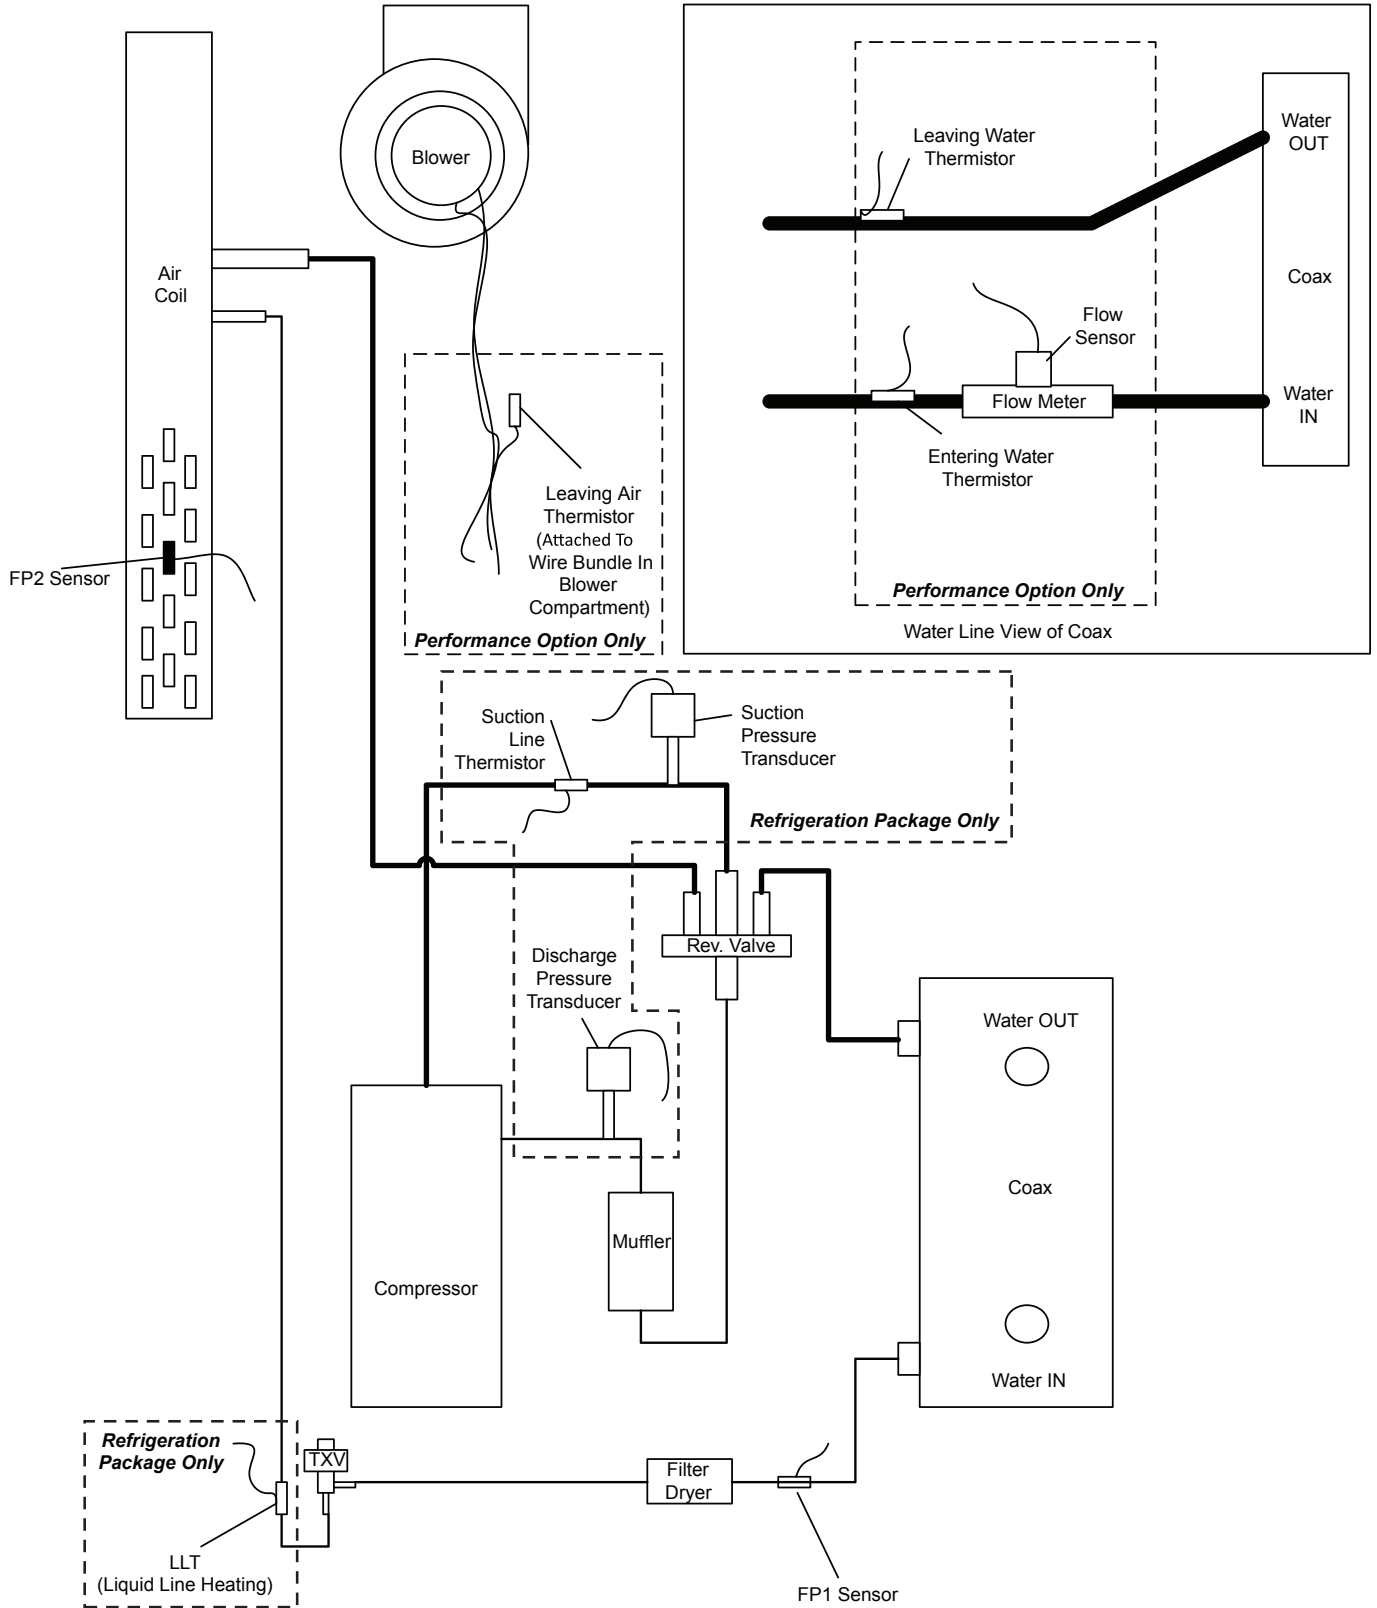 Blower
Air
Coil
FP2 Sensor
Leaving Air
Thermistor
(Attached To
Wire Bundle In
Blower
Compartment)
Performance Option Only
Leaving Water
Thermistor
Water
OUT
Coax
Flow
Sensor
Flow Meter
Water
IN
Entering Water
Thermistor
Performance Option Only
Water Line View of Coax
Suction
Line
Thermistor
Suction
Pressure
Transducer
Refrigeration Package Only
Rev. Valve
Discharge
Pressure
Transducer
Water OUT
Coax
Water IN
Muffler
Compressor
Refrigeration
Package Only
TXV
LLT
(Liquid Line Heating)
Filter
Dryer
FP1 Sensor